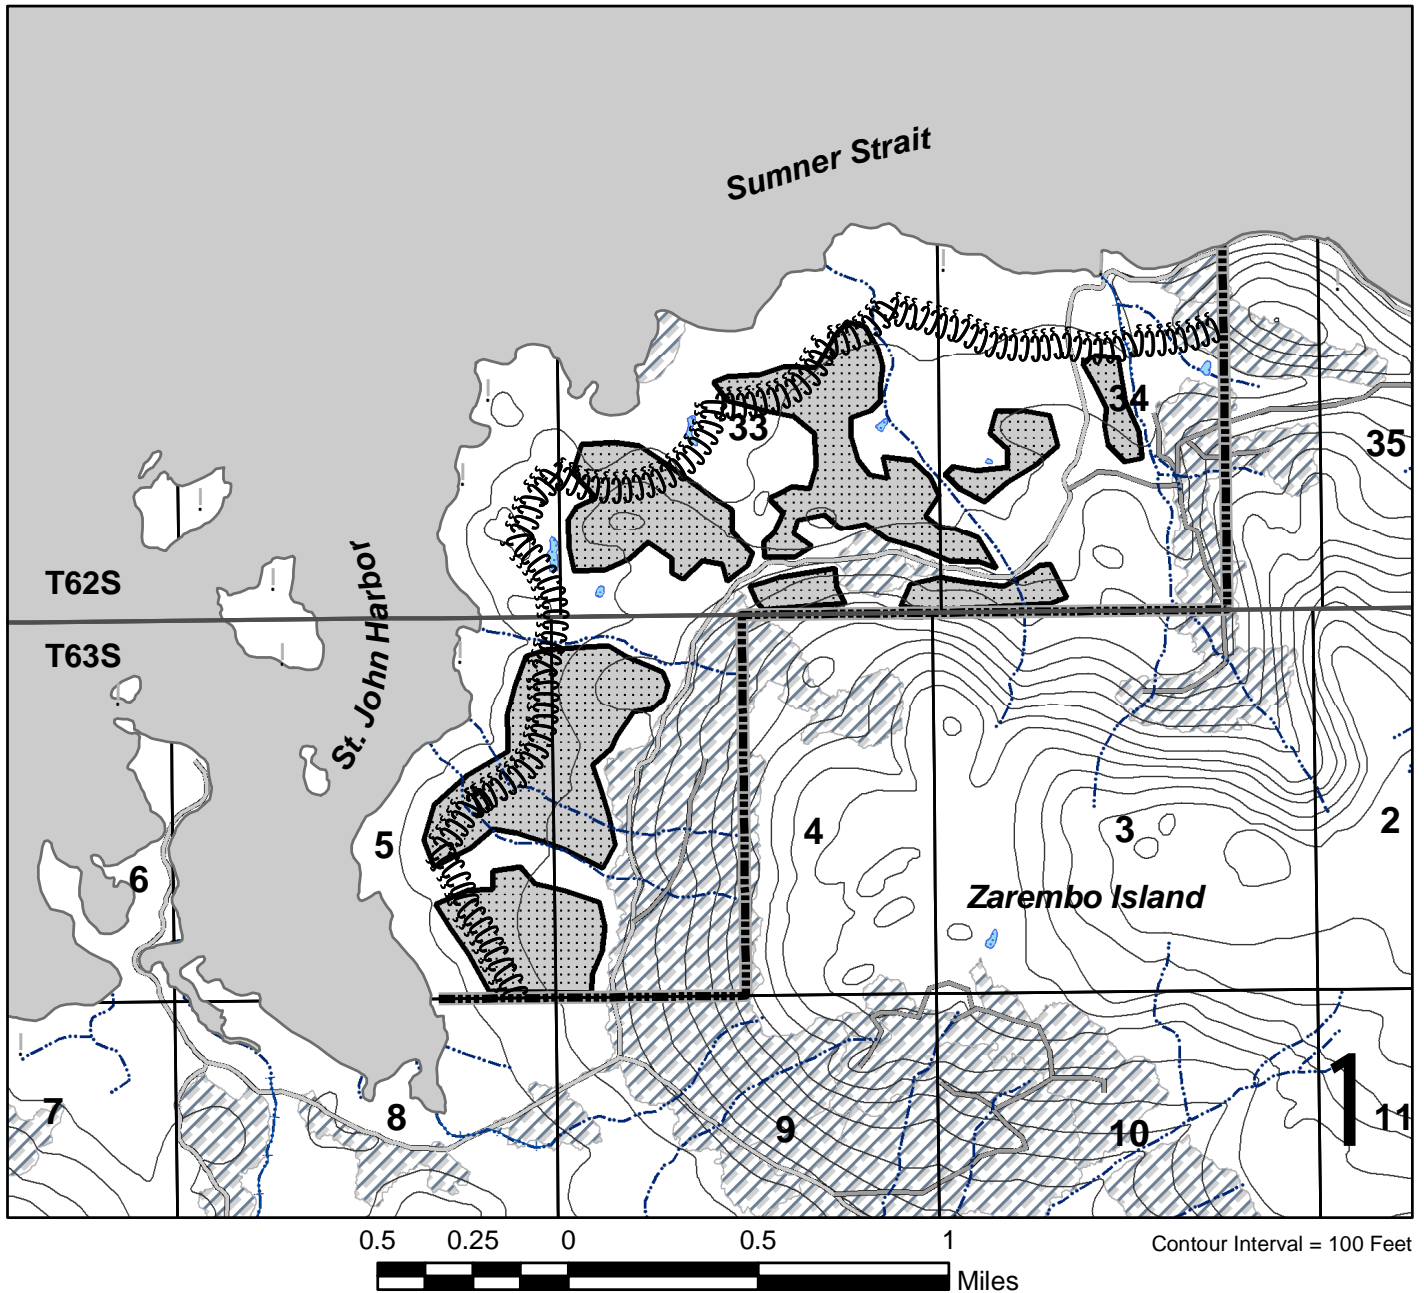 Sumner Strait
34
33
35
T62S
St. John Harbor
T63S
4
3
2
5
6
Zarembo Island
1
7
8
9
10
11
0.5 0.25 0 0.5 1
Contour Interval = 100 Feet
Miles